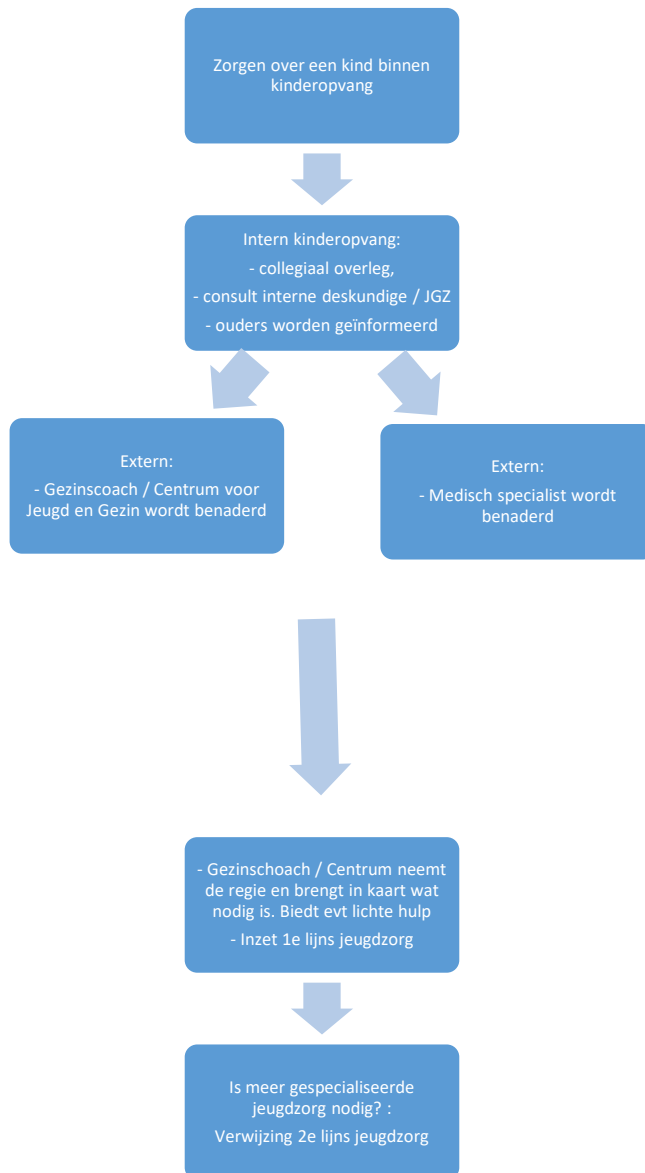 Zorgen over een kind binnen
kinderopvang
Intern kinderopvang:
- collegiaal overleg,
- consult interne deskundige / JGZ
- ouders worden geïnformeerd
Extern:
- Gezinscoach / Centrum voor
Jeugd en Gezin wordt benaderd
Extern:
- Medisch specialist wordt
benaderd
- Gezinschoach / Centrum neemt
de regie en brengt in kaart wat
nodig is. Biedt evt lichte hulp
- Inzet 1e lijns jeugdzorg
Is meer gespecialiseerde
jeugdzorg nodig? :
Verwijzing 2e lijns jeugdzorg